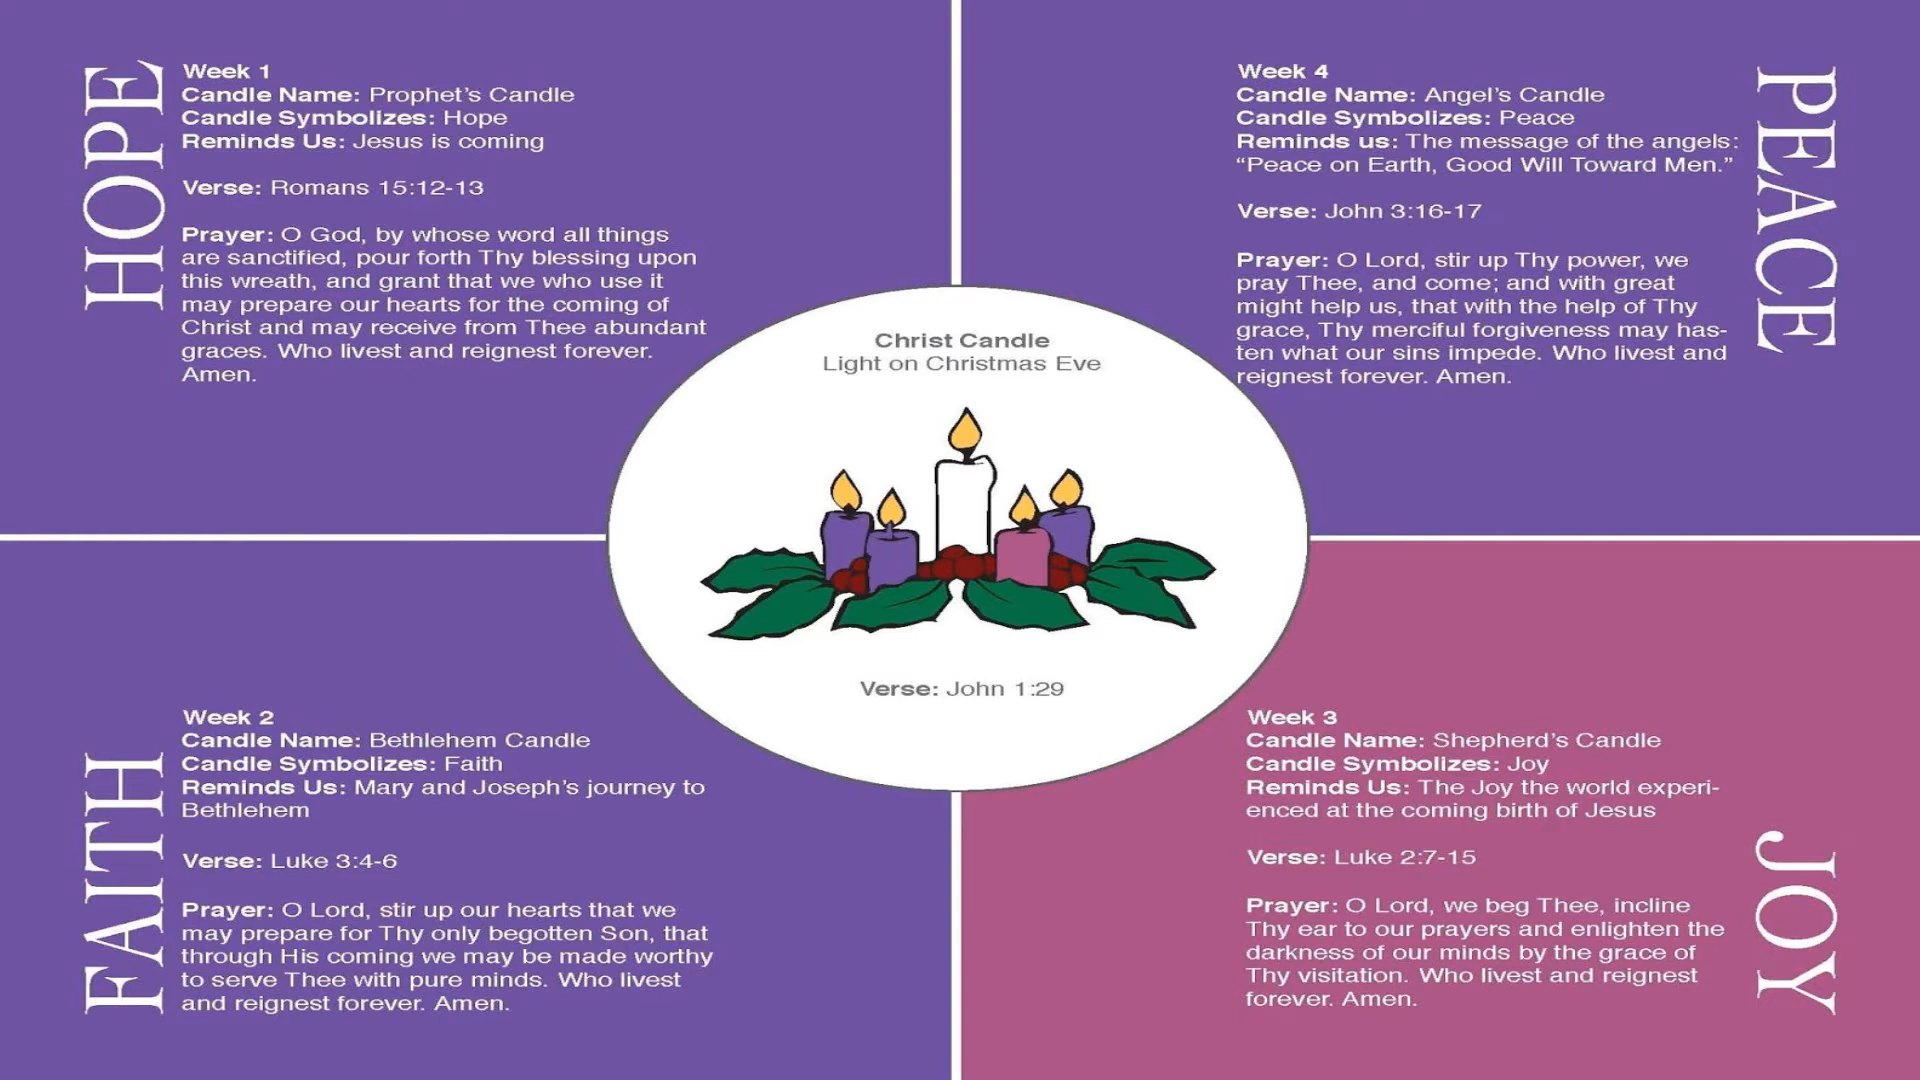 HOPE
Week 1
Candle Name: Prophet's Candle
Candle Symbolizes: Hope
Reminds Us: Jesus is coming
Verse: Romans 15:12-13
Prayer: O God, by whose word all things
are sanctified, pour forth Thy blessing upon
this wreath, and grant that we who use it
may prepare our hearts for the coming of
Christ and may receive from Thee abundant
graces. Who livest and reignest forever.
Amen.
PEACE
Week 4
Candle Name: Angel's Candle
Candle Symbolizes: Peace
Reminds us: The message of the angels:
“Peace on Earth, Good Will Toward Men.”
Verse: John 3:16-17
Prayer: O Lord, stir up Thy power, we
pray Thee, and come; and with great
might help us, that with the help of Thy
grace, Thy merciful forgiveness may has-
ten what our sins impede. Who livest and
reignest forever. Amen.
Christ Candle
Light on Christmas Eve
Verse: John 1:29
FAITH
Week 2
Candle Name: Bethlehem Candle
Candle Symbolizes: Faith
Reminds Us: Mary and Joseph's journey to
Bethlehem
Verse: Luke 3:4-6
Prayer: O Lord, stir up our hearts that we
may prepare for Thy only begotten Son, that
through His coming we may be made worthy
to serve Thee with pure minds. Who livest
and reignest forever. Amen.
JOY
Week 3
Candle Name: Shepherd's Candle
Candle Symbolizes: Joy
Reminds Us: The Joy the world experi-
enced at the coming birth of Jesus
Verse: Luke 2:7-15
Prayer: O Lord, we beg Thee, incline
Thy ear to our prayers and enlighten the
darkness of our minds by the grace of
Thy visitation. Who livest and reignest
forever. Amen.